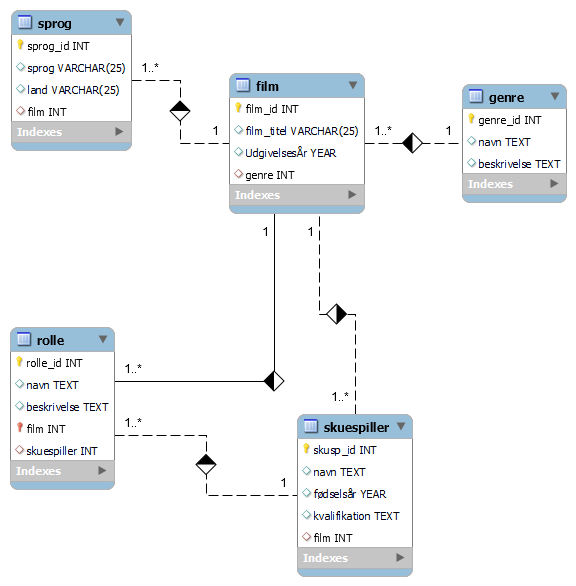 sprog
sprog_id INT
sprog VARCHAR(25)
land VARCHAR(25)
film INT
Indexes
1..*
1
film
film_id INT
film_titel VARCHAR(25)
UdgivelsesÅr YEAR
genre INT
Indexes
1..*
1
genre
genre_id INT
navn TEXT
beskrivelse TEXT
Indexes
1
1
rolle
rolle_id INT
navn TEXT
beskrivelse TEXT
film INT
skuespiller INT
Indexes
1..*
1..*
1..*
1
skuespiller
skusp_id INT
navn TEXT
fødselsår YEAR
kvalifikation TEXT
film INT
Indexes